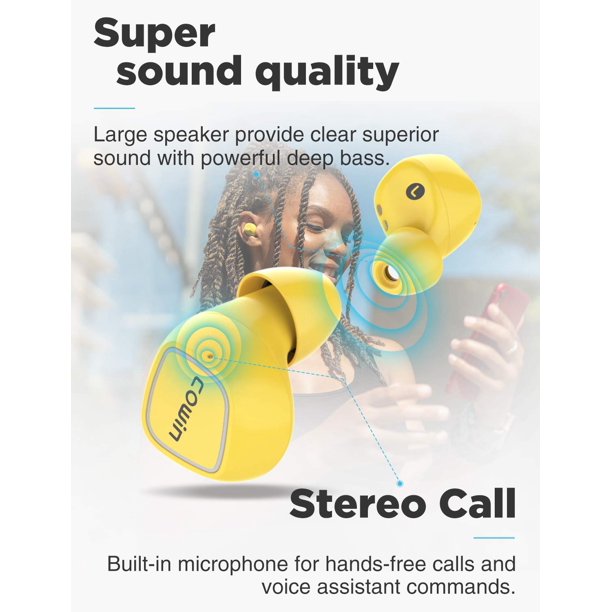 Super
sound quality
Large speaker provide clear superior
sound with powerful deep bass.
L
cowin
Stereo Call
Built-in microphone for hands-free calls and
voice assistant commands.